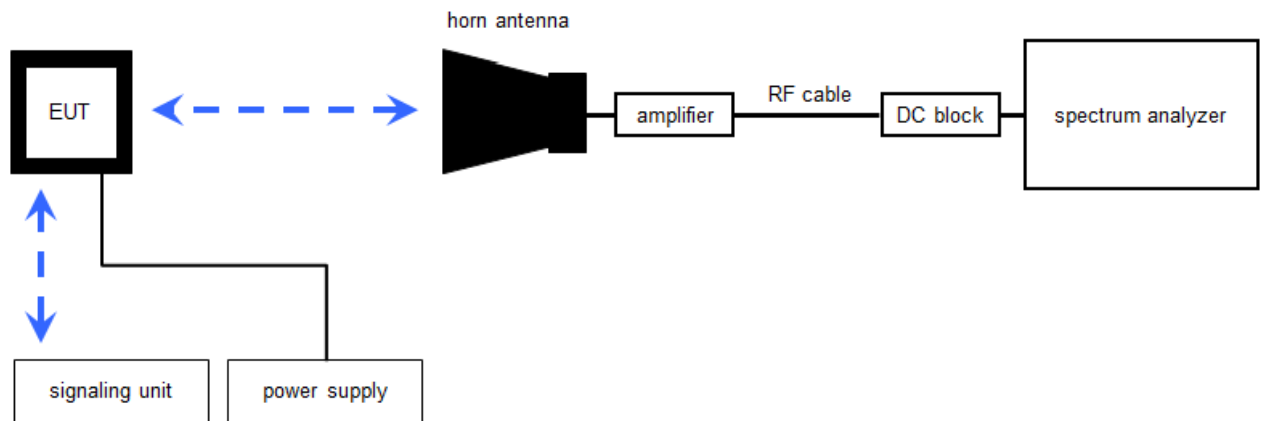 horn antenna
EUT
amplifier
RF cable
DC block
spectrum analyzer
signaling unit
power supply